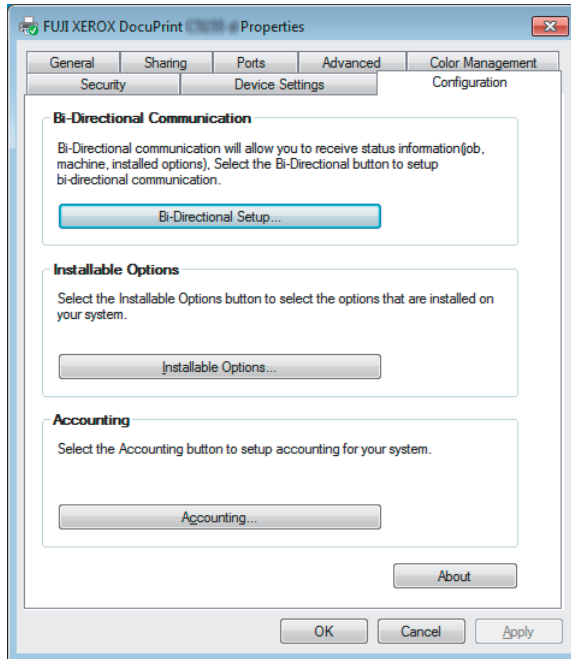 FUJI XEROX DocuPrint Properties
General Sharing Ports Advanced Color Management
Security Device Settings Configuration
Bi-Directional Communication
Bi-Directional communication will allow you to receive status information(job,
machine, installed options), Select the Bi-Directional button to setup
bi-directional communication.
Bi-Directional Setup...
Installable Options
Select the Installable Options button to select the options that are installed on
your system.
Installable Options...
Accounting
Select the Accounting button to setup accounting for your system.
Accounting...
About
OK Cancel Apply